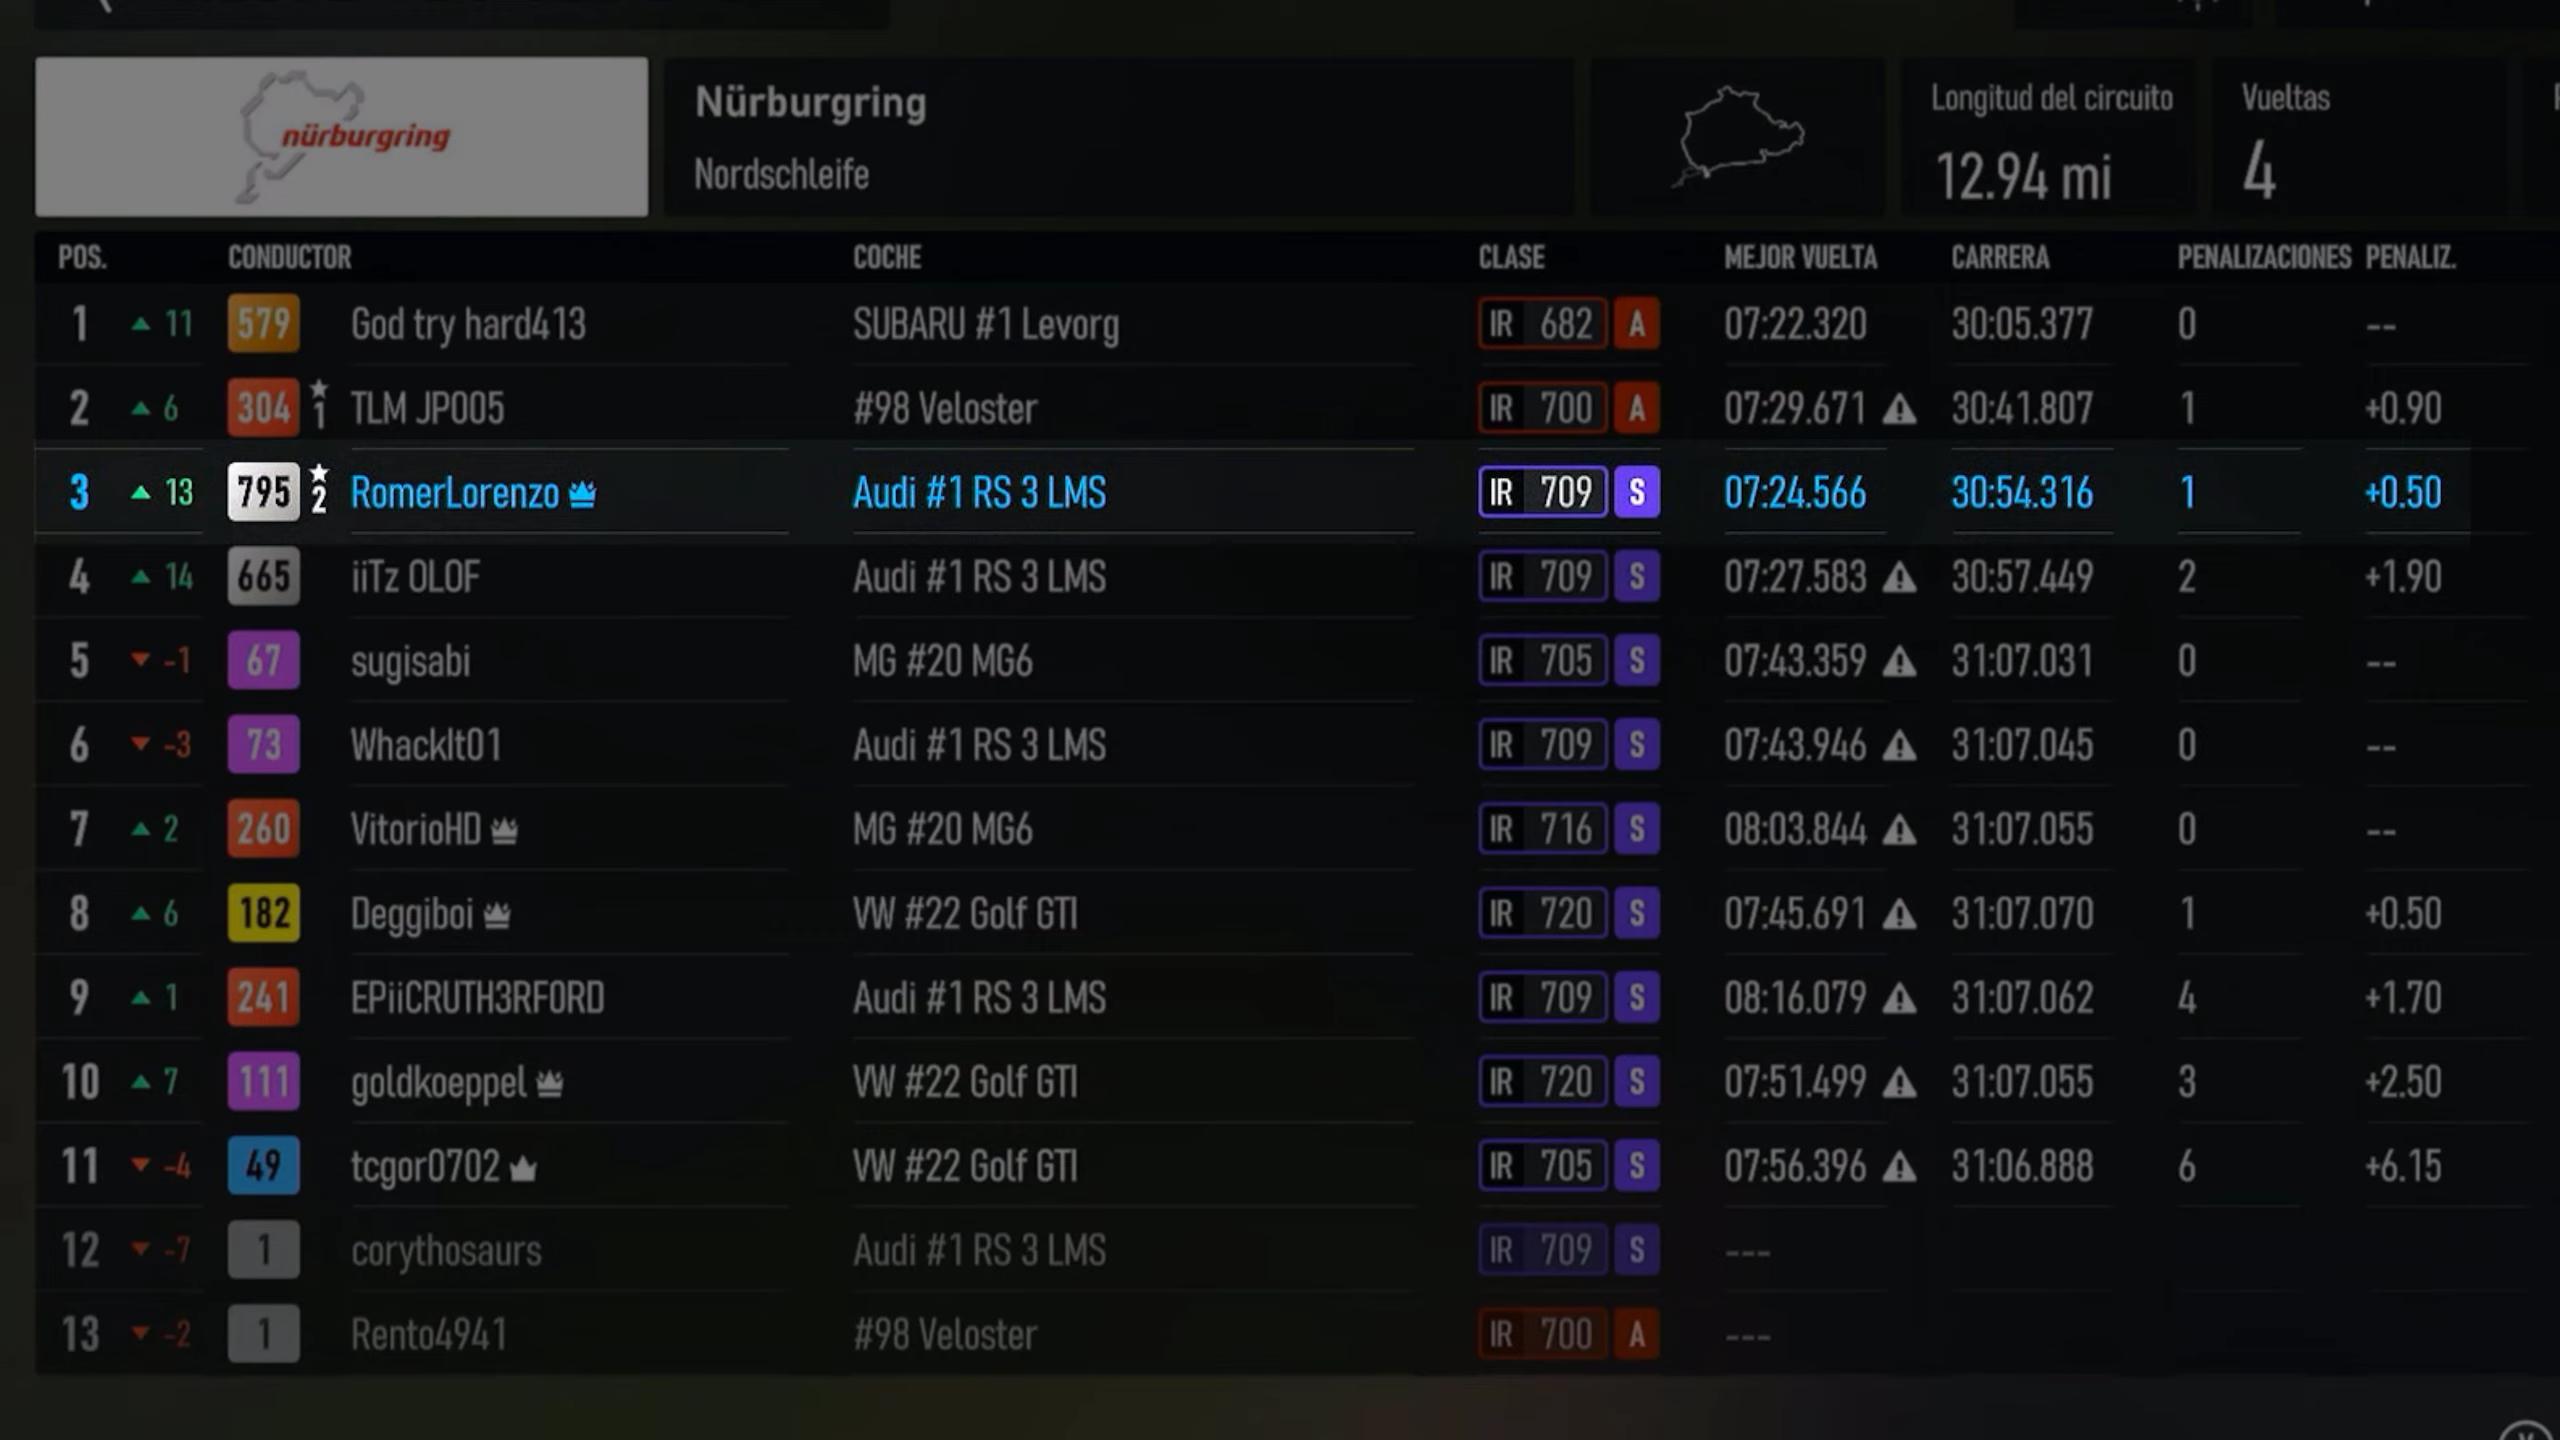 nürburgring
Nürburgring
Nordschleife
Longitud del circuito
12.94 mi
Vueltas
4
POS. CONDUCTOR COCHE CLASE MEJOR VUELTA CARRERA PENALIZACIONES PENALIZ.
1 ▲ 11 579 God try hard413 SUBARU #1 Levorg IR 682 A 07:22.320 30:05.377 0 --
2 ▲ 6 304 ★ 1 TLM JP005 #98 Veloster IR 700 A 07:29.671 30:41.807 1 +0.90
3 ▲ 13 795 ★ 2 RomerLorenzo Audi #1 RS 3 LMS IR 709 S 07:24.566 30:54.316 1 +0.50
4 ▲ 14 665 iiTz OLOF Audi #1 RS 3 LMS IR 709 S 07:27.583 30:57.449 2 +1.90
5 ▼ -1 67 sugisabi MG #20 MG6 IR 705 S 07:43.359 31:07.031 0 --
6 ▼ -3 73 WhackIt01 Audi #1 RS 3 LMS IR 709 S 07:43.946 31:07.045 0 --
7 ▲ 2 260 VitorioHD MG #20 MG6 IR 716 S 08:03.844 31:07.055 0 --
8 ▲ 6 182 Deggiboi VW #22 Golf GTI IR 720 S 07:45.691 31:07.070 1 +0.50
9 ▲ 1 241 EPiiCRUTH3RFORD Audi #1 RS 3 LMS IR 709 S 08:16.079 31:07.062 4 +1.70
10 ▲ 7 111 goldkoeppel VW #22 Golf GTI IR 720 S 07:51.499 31:07.055 3 +2.50
11 ▼ -4 49 tcgor0702 VW #22 Golf GTI IR 705 S 07:56.396 31:06.888 6 +6.15
12 ▼ -7 1 corythosaurs Audi #1 RS 3 LMS IR 709 S ---
13 ▼ -2 1 Rento4941 #98 Veloster IR 700 A ---